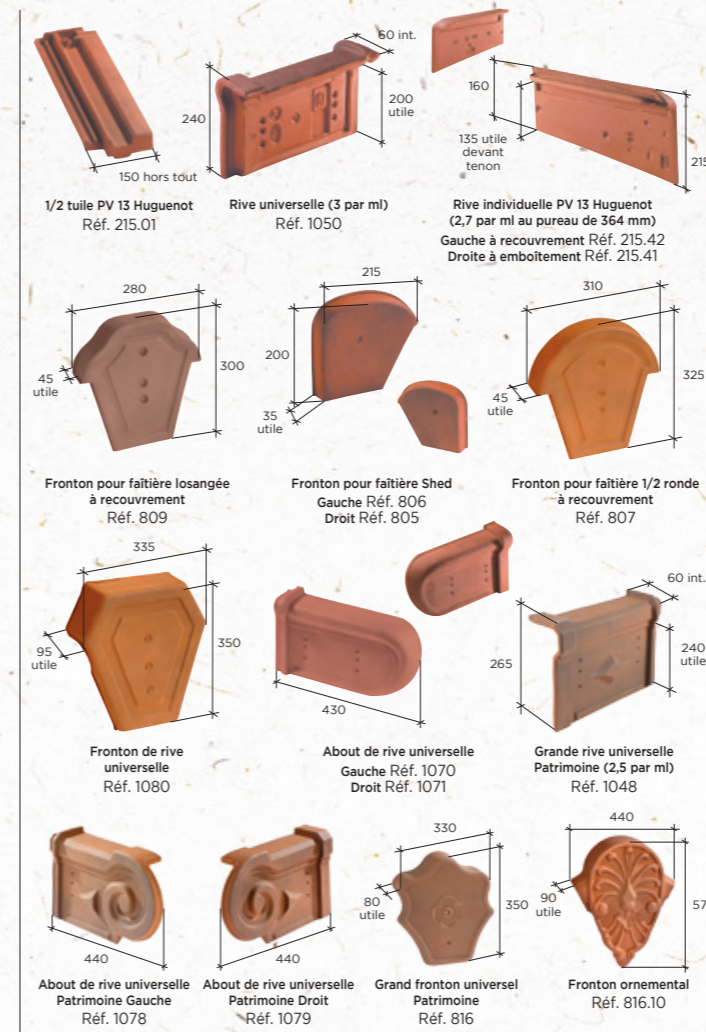 60 int.
240
200
utile
150 hors tout
160
135 utile
devant
tenon
215
1/2 tuile PV 13 Huguenot
Réf. 215.01
Rive universelle (3 par ml)
Réf. 1050
Rive individuelle PV 13 Huguenot
(2,7 par ml au pureau de 364 mm)
Gauche à recouvrement Réf. 215.42
Droite à emboîtement Réf. 215.41
280
300
45
utile
215
200
35
utile
310
325
45
utile
Fronton pour faîtière losangée
à recouvrement
Réf. 809
Fronton pour faîtière Shed
Gauche Réf. 806
Droit Réf. 805
Fronton pour faîtière 1/2 ronde
à recouvrement
Réf. 807
335
350
95
utile
430
60 int.
265
240
utile
Fronton de rive
universelle
Réf. 1080
About de rive universelle
Gauche Réf. 1070
Droit Réf. 1071
Grande rive universelle
Patrimoine (2,5 par ml)
Réf. 1048
440
440
330
80
utile
350
440
90
utile
About de rive universelle
Patrimoine Gauche
Réf. 1078
About de rive universelle
Patrimoine Droit
Réf. 1079
Grand fronton universel
Patrimoine
Réf. 816
Fronton ornemental
Réf. 816.10